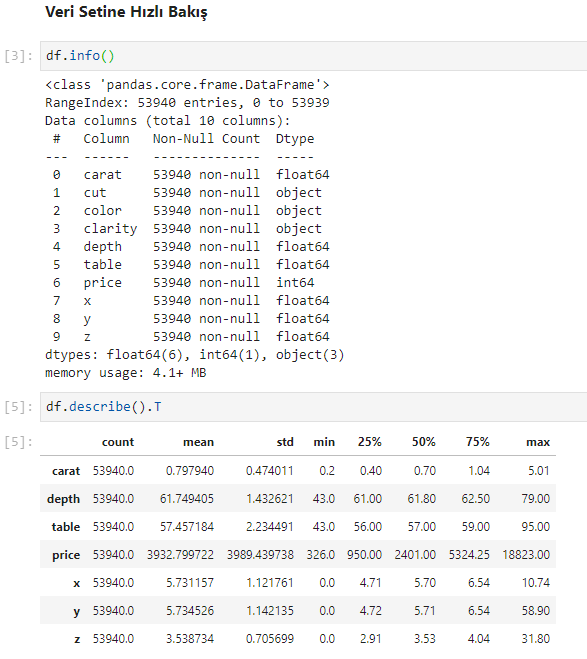 Veri Setine Hızlı Bakış
[3]: df.info()
<class 'pandas.core.frame.DataFrame'>
RangeIndex: 53940 entries, 0 to 53939
Data columns (total 10 columns):
 #   Column   Non-Null Count  Dtype
---  ------   --------------  -----
 0   carat    53940 non-null  float64
 1   cut      53940 non-null  object
 2   color    53940 non-null  object
 3   clarity  53940 non-null  object
 4   depth    53940 non-null  float64
 5   table    53940 non-null  float64
 6   price    53940 non-null  int64
 7   x        53940 non-null  float64
 8   y        53940 non-null  float64
 9   z        53940 non-null  float64
dtypes: float64(6), int64(1), object(3)
memory usage: 4.1+ MB
[5]: df.describe().T
[5]: count mean std min 25% 50% 75% max
carat 53940.0 0.797940 0.474011 0.2 0.40 0.70 1.04 5.01
depth 53940.0 61.749405 1.432621 43.0 61.00 61.80 62.50 79.00
table 53940.0 57.457184 2.234491 43.0 56.00 57.00 59.00 95.00
price 53940.0 3932.799722 3989.439738 326.0 950.00 2401.00 5324.25 18823.00
x 53940.0 5.731157 1.121761 0.0 4.71 5.70 6.54 10.74
y 53940.0 5.734526 1.142135 0.0 4.72 5.71 6.54 58.90
z 53940.0 3.538734 0.705699 0.0 2.91 3.53 4.04 31.80